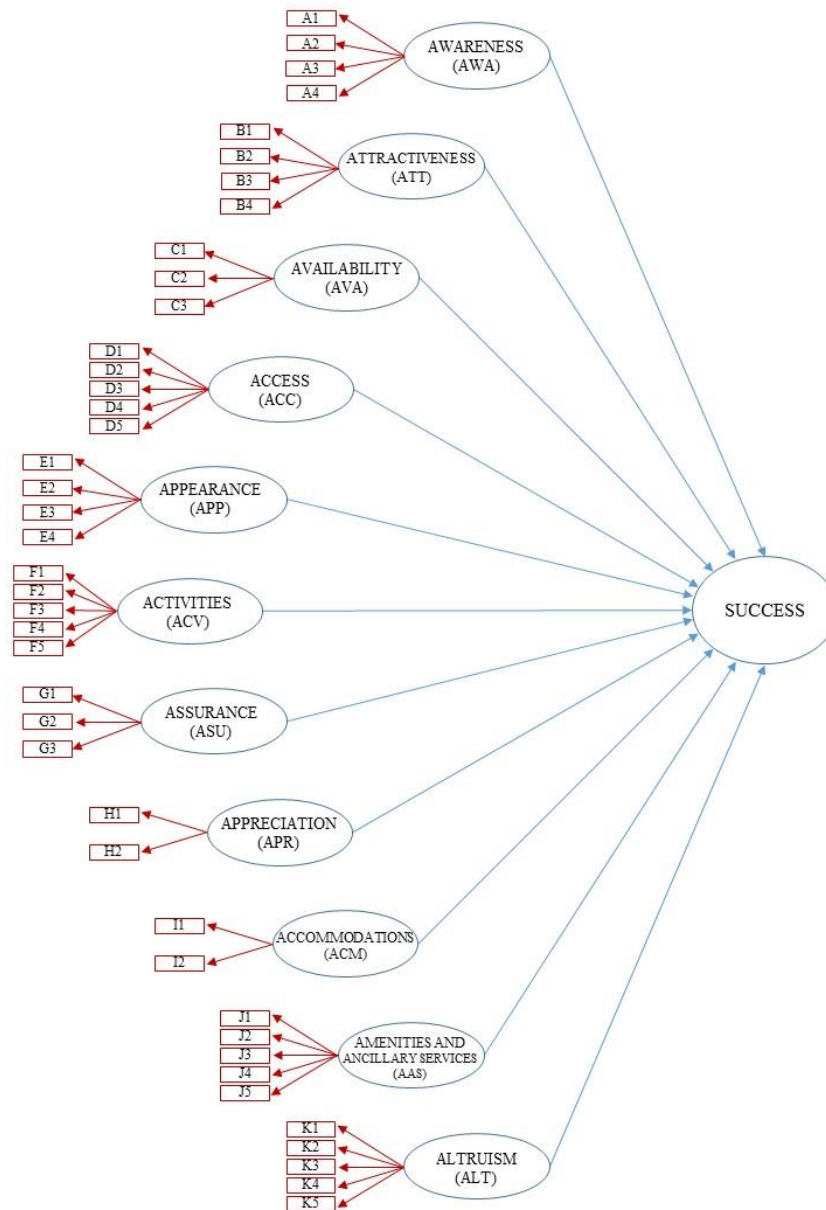 A1
A2
A3
A4
AWARENESS
(AWA)
B1
B2
B3
B4
ATTRACTIVENESS
(ATT)
C1
C2
C3
AVAILABILITY
(AVA)
D1
D2
D3
D4
D5
ACCESS
(ACC)
E1
E2
E3
E4
APPEARANCE
(APP)
F1
F2
F3
F4
F5
ACTIVITIES
(ACV)
SUCCESS
G1
G2
G3
ASSURANCE
(ASU)
H1
H2
APPRECIATION
(APR)
I1
I2
ACCOMMODATIONS
(ACM)
J1
J2
J3
J4
J5
AMENITIES AND
ANCILLARY SERVICES
(AAS)
K1
K2
K3
K4
K5
ALTRUISM
(ALT)